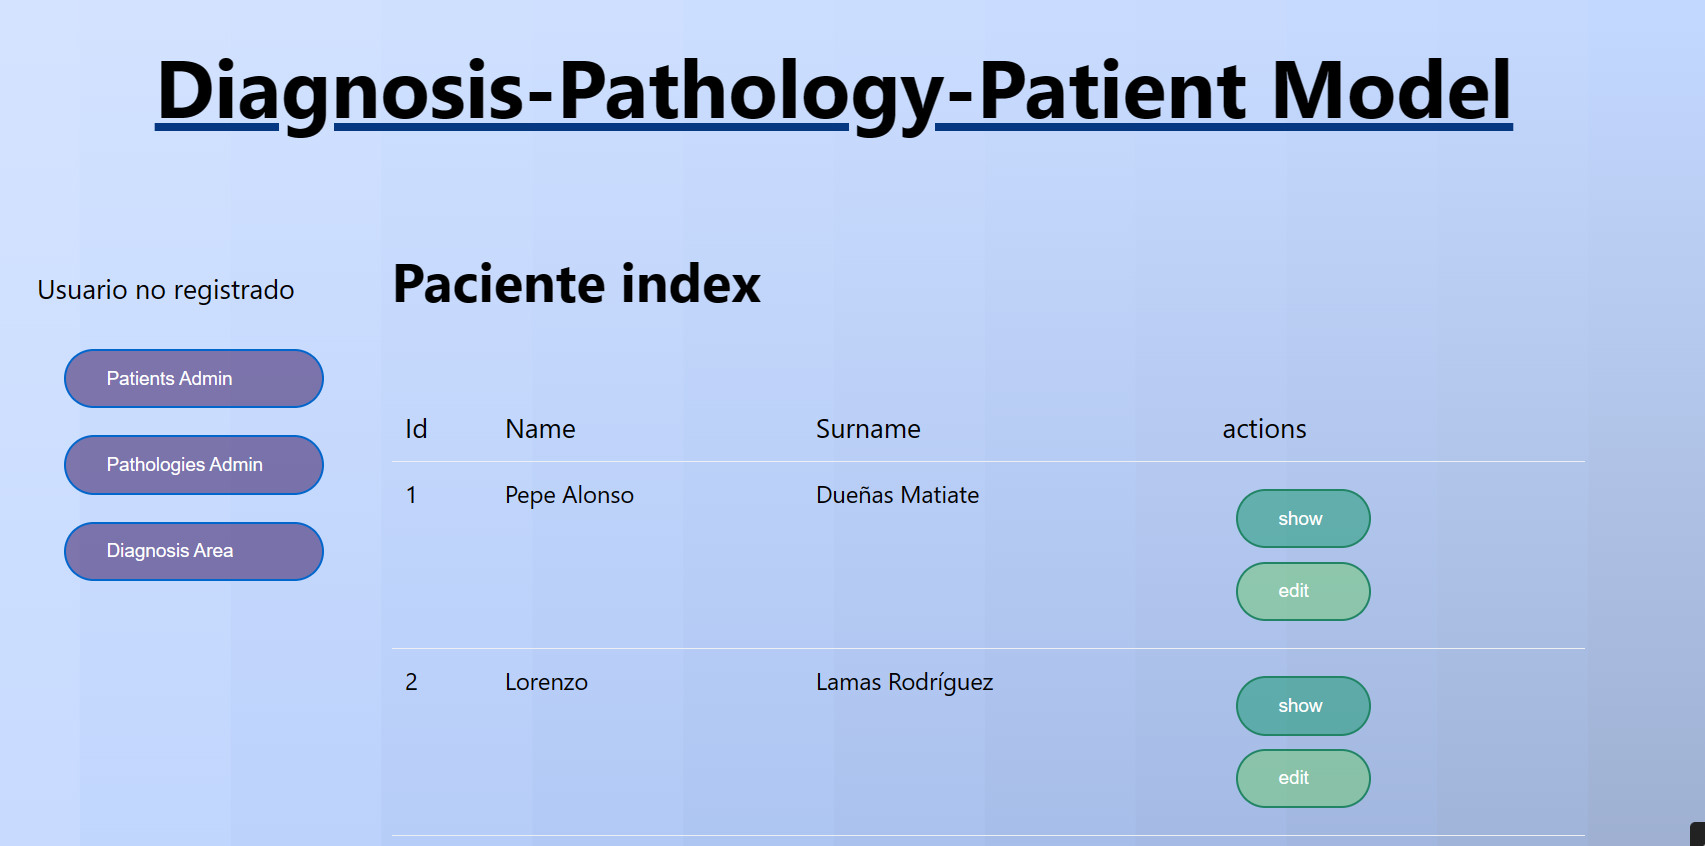 Diagnosis-Pathology-Patient Model
Usuario no registrado
Patients Admin
Pathologies Admin
Diagnosis Area
Paciente index
Id Name Surname actions
1 Pepe Alonso Dueñas Matiate show
edit
2 Lorenzo Lamas Rodríguez show
edit